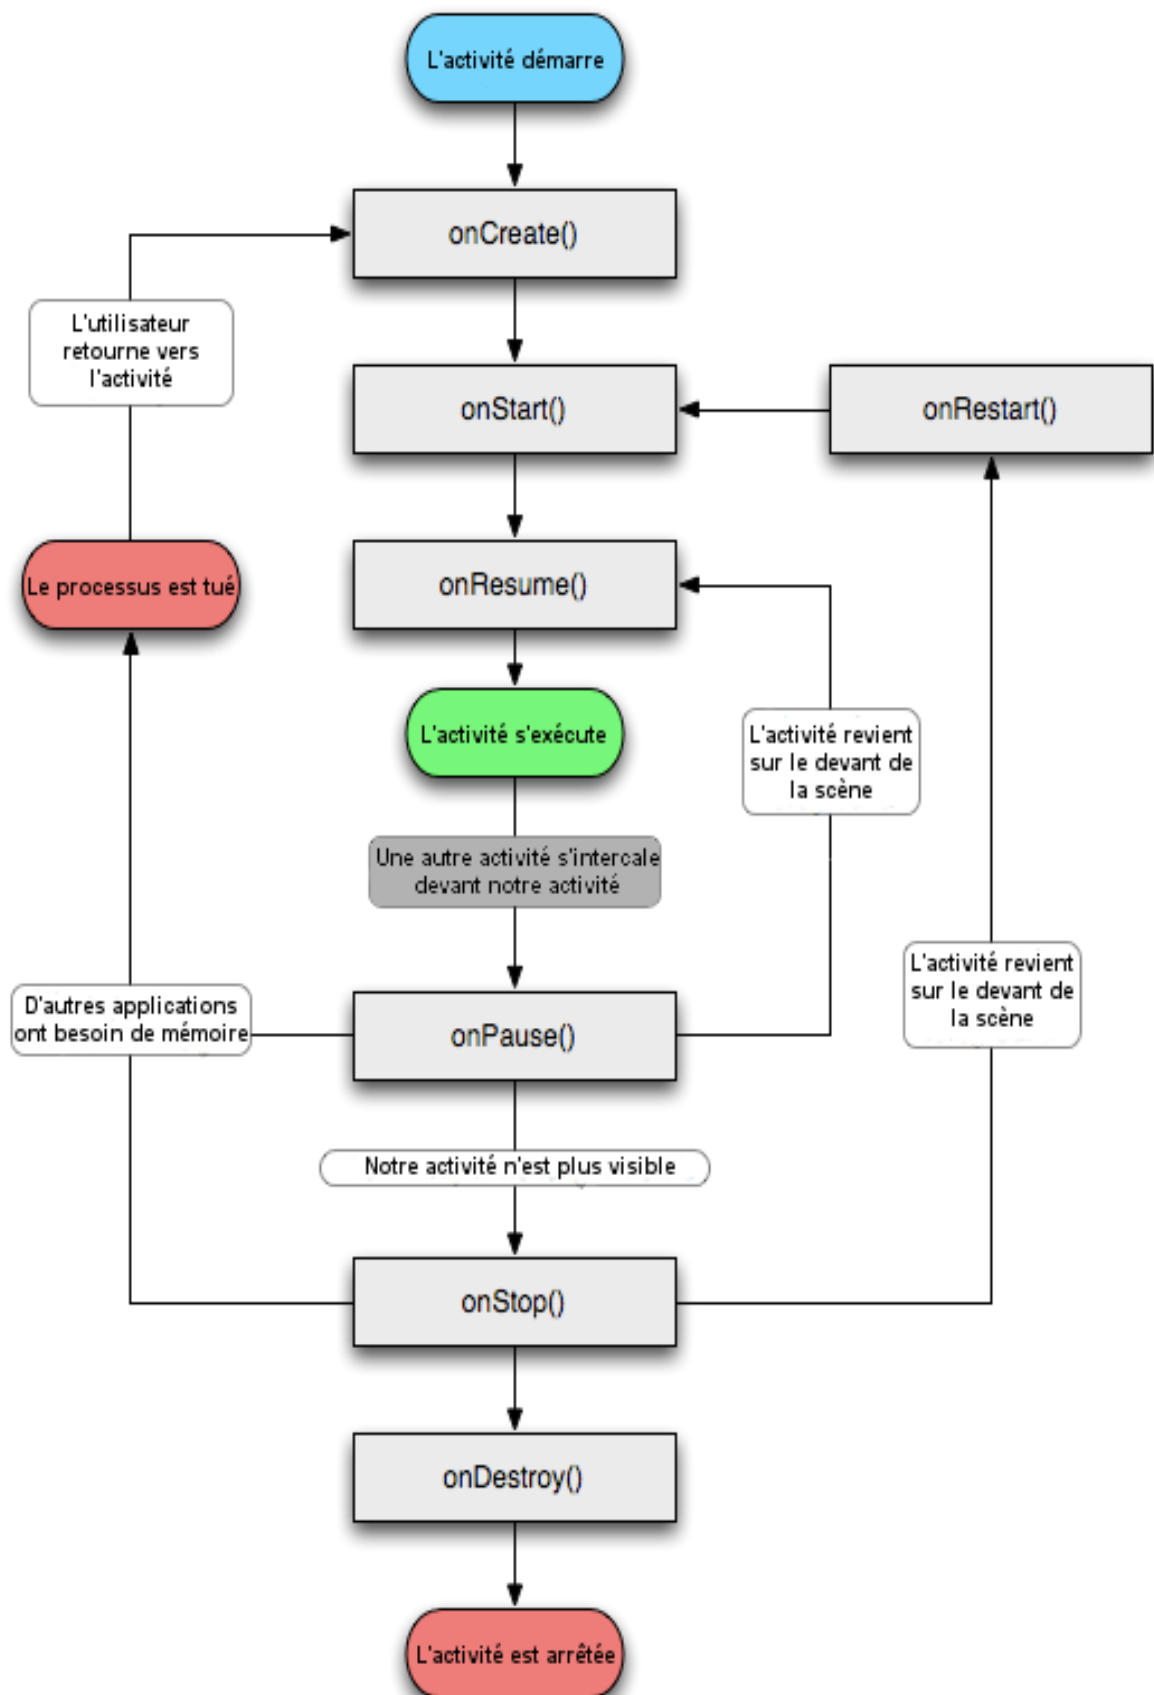 L'activité démarre
onCreate()
L'utilisateur
retourne vers
l'activité
onStart()
onRestart()
Le processus est tué
onResume()
L'activité s'exécute
L'activité revient
sur le devant de
la scène
Une autre activité s'intercale
devant notre activité
L'activité revient
sur le devant de
la scène
D'autres applications
ont besoin de mémoire
onPause()
Notre activité n'est plus visible
onStop()
onDestroy()
L'activité est arrêtée